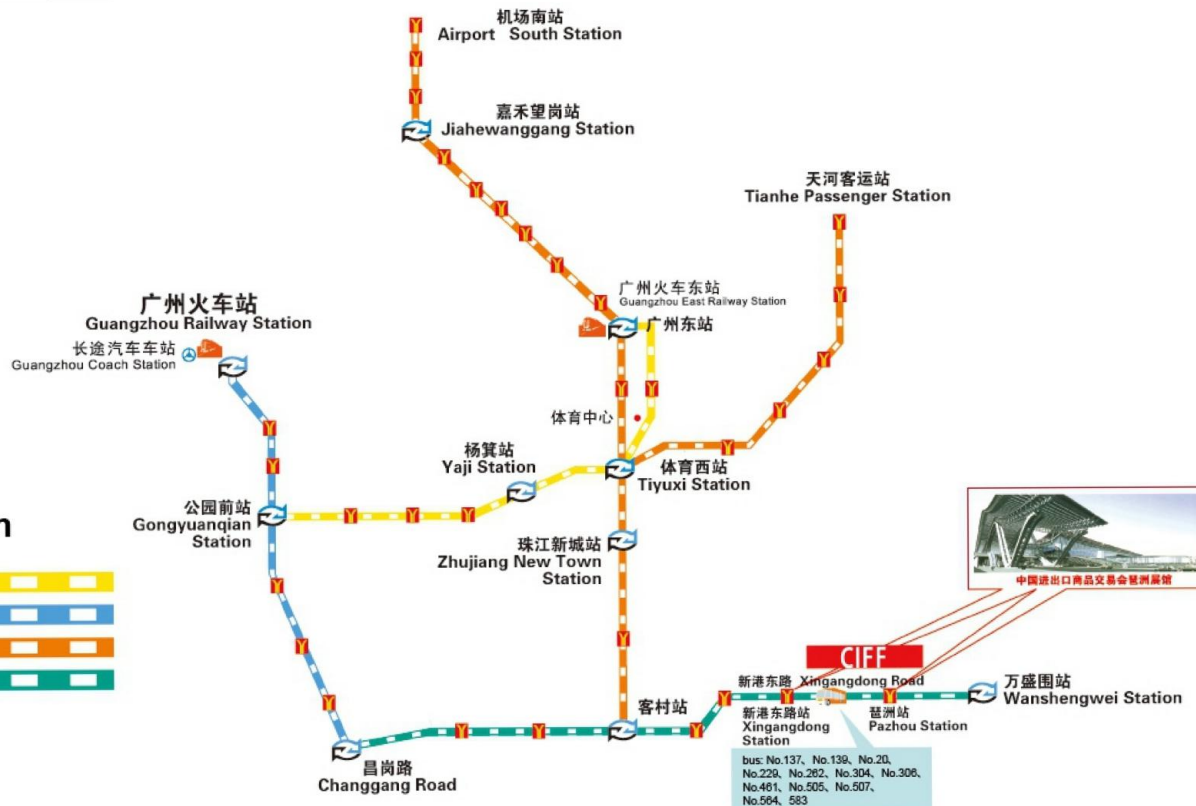 机场南站
Airport South Station
嘉禾望岗站
Jiahewanggang Station
天河客运站
Tianhe Passenger Station
广州火车东站
Guangzhou East Railway Station
广州东站
广州火车站
Guangzhou Railway Station
长途汽车车站
Guangzhou Coach Station
体育中心
杨箕站
Yaji Station
体育西站
Tiyuxi Station
公园前站
Gongyuanqian
Station
n
珠江新城站
Zhujiang New Town
Station
中国进出口商品交易会琶洲展馆
CIFF
新港东路 Xingangdong Road
万盛围站
Wanshengwei Station
客村站
新港东路站
Xingangdong
Station
琶洲站
Pazhou Station
昌岗路
Changgang Road
bus: No.137、No.139、No.20、
No.229、No.262、No.304、No.306、
No.461、No.505、No.507、
No.564、583